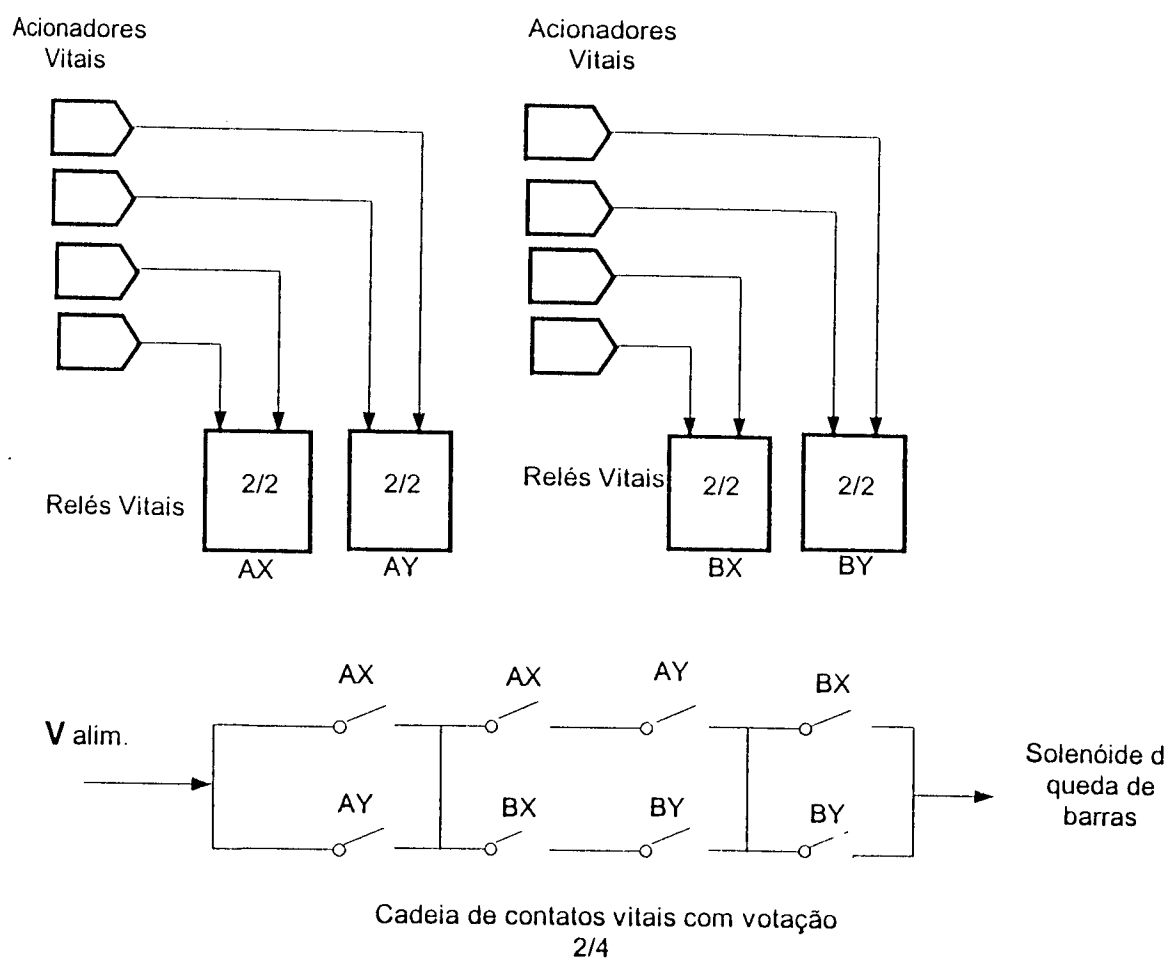 Acionadores
Vitais
Acionadores
Vitais
Relés Vitais
2/2
2/2
AX
AY
Relés Vitais
2/2
2/2
BX
BY
V alim.
AX
AX
AY
BX
AY
BX
BY
BY
Solenóide d
queda de
barras
Cadeia de contatos vitais com votação
2/4